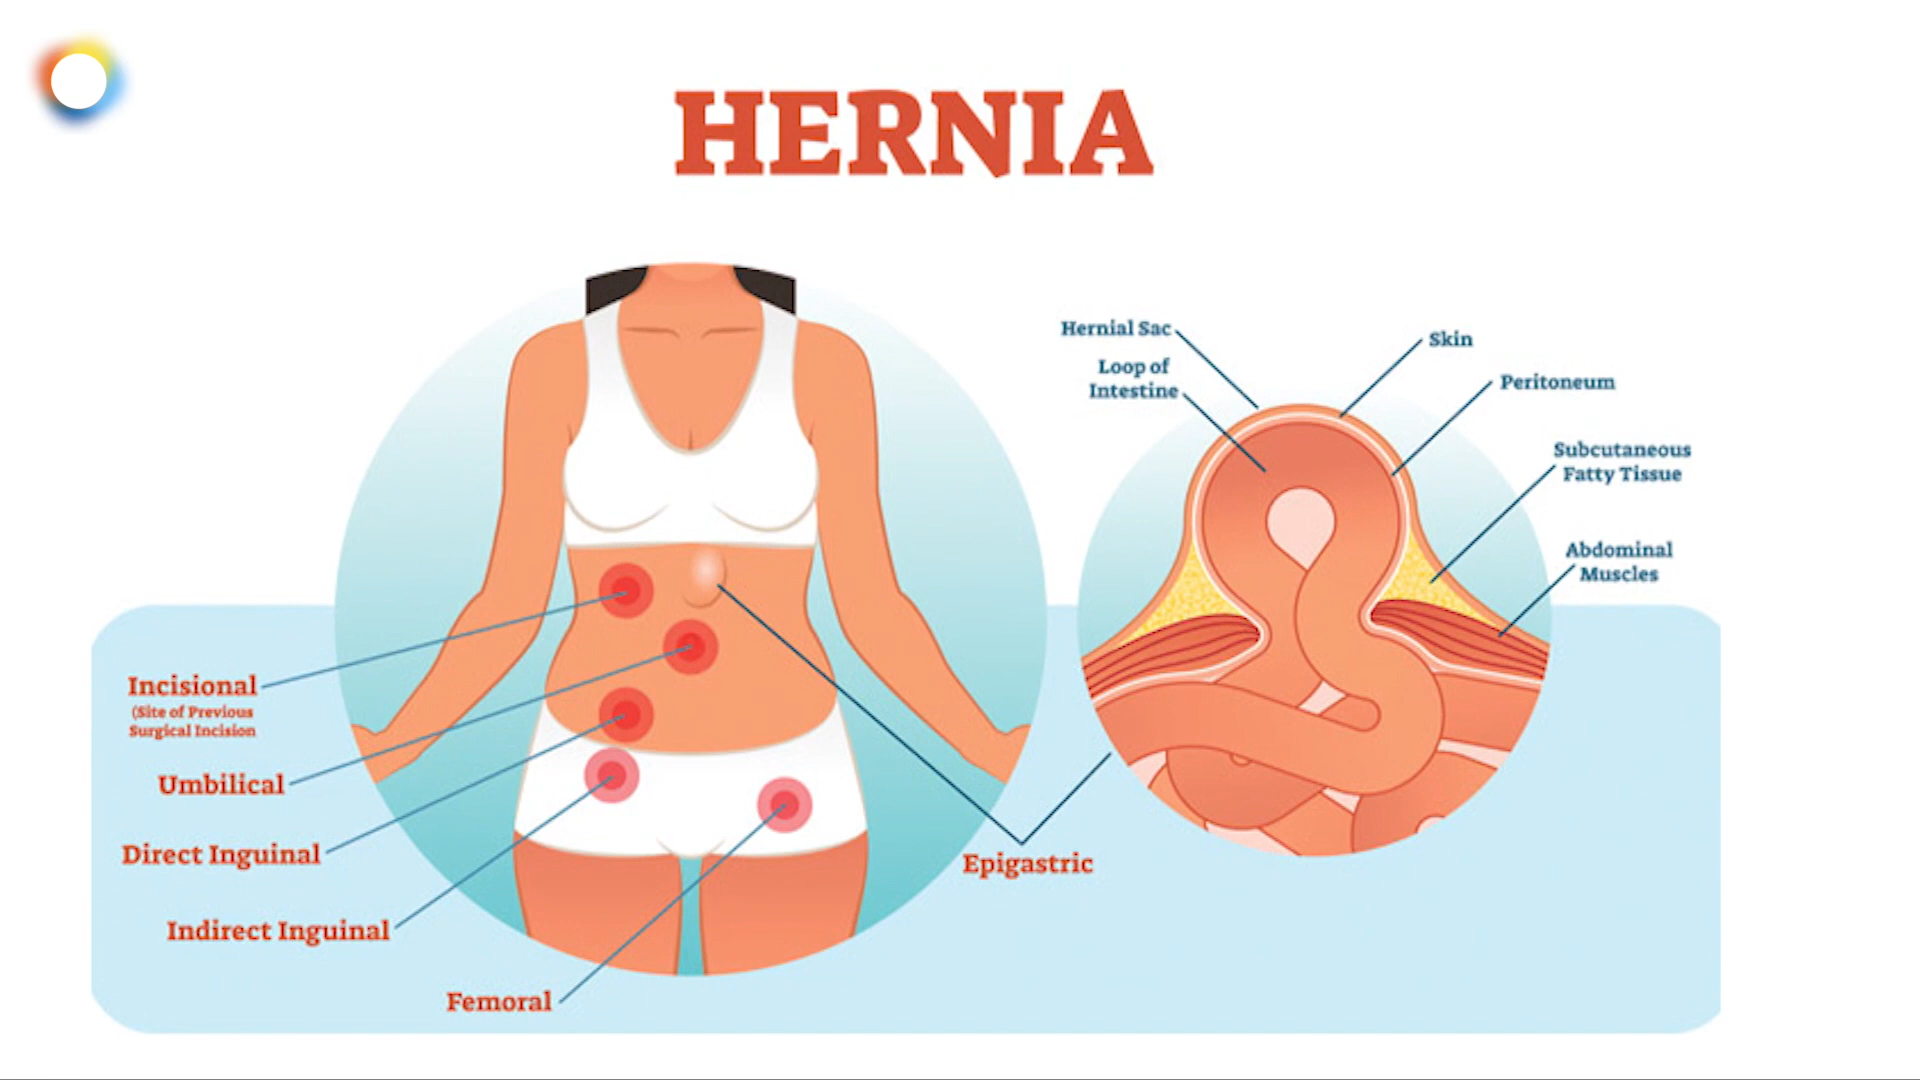 HERNIA
Hernial Sac
Loop of
Intestine
Skin
Peritoneum
Subcutaneous
Fatty Tissue
Abdominal
Muscles
Incisional
(Site of Previous
Surgical Incision
Umbilical
Direct Inguinal
Indirect Inguinal
Femoral
Epigastric